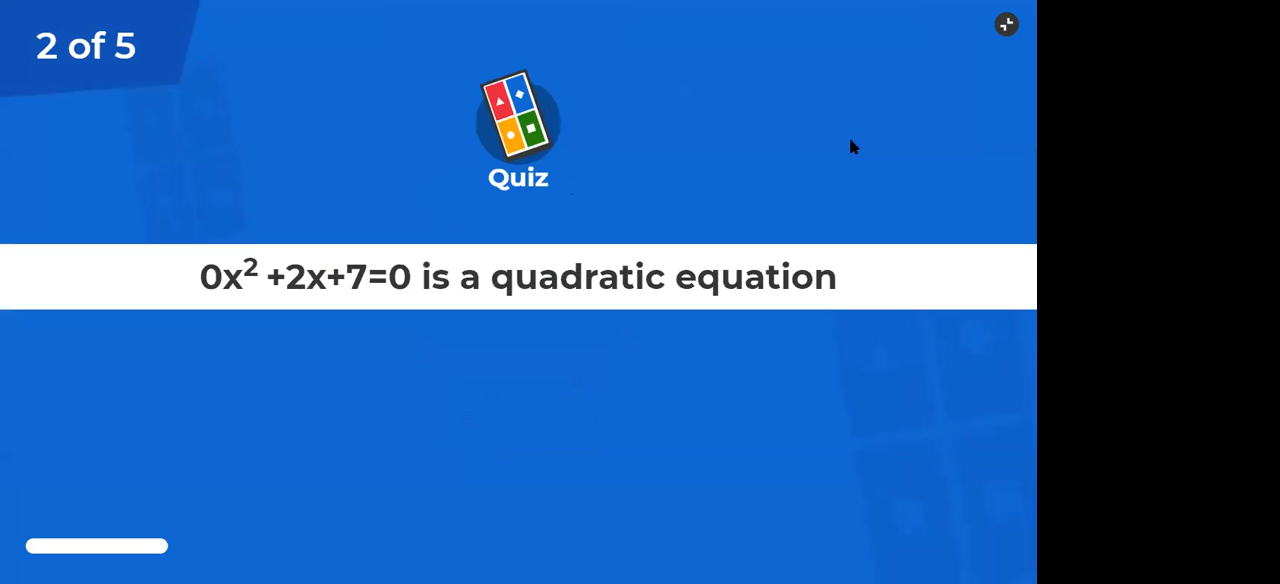 2 of 5
Quiz
0x² +2x+7=0 is a quadratic equation